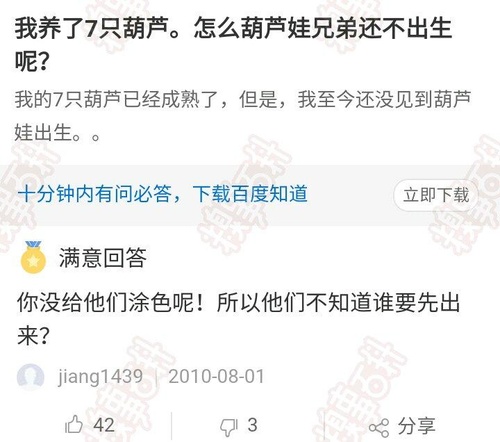 我养了7只葫芦。怎么葫芦娃兄弟还不出生
呢?
我的7只葫芦已经成熟了，但是，我至今还没见到葫芦
娃出生。。
十分钟内有问必答，下载百度知道
立即下载
满意回答
你没给他们涂色呢！所以他们不知道谁要先出
来?
jiang1439 | 2010-08-01
42
3
分享